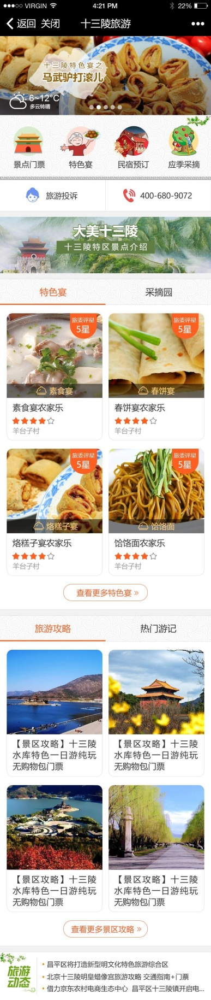 VIRGIN 4:21 PM 22%
返回 关闭 十三陵旅游
十三陵特色宴之
马武驴打滚儿
6~12°C
多云转晴
景点门票 特色宴 民宿预订 应季采摘
旅游投诉 400-680-9072
大美十三陵
十三陵特区景点介绍
特色宴 采摘园
旅委评星 旅委评星
5星 5星
素食宴 春饼宴
素食宴农家乐 春饼宴农家乐
羊台子村 羊台子村
旅委评星 旅委评星
5星 5星
烙糕子宴 饸饹面
烙糕子宴农家乐 饸饹面农家乐
羊台子村 羊台子村
查看更多特色宴 »
旅游攻略 热门游记
【景区攻略】十三陵
水库特色一日游纯玩
无购物包门票
【景区攻略】十三陵
水库特色一日游纯玩
无购物包门票
【景区攻略】十三陵
水库特色一日游纯玩
无购物包门票
【景区攻略】十三陵
水库特色一日游纯玩
无购物包门票
查看更多景区攻略 »
旅游
动态
昌平区将打造新型明文化特色旅游综合区
北京十三陵明皇蜡像宫旅游攻略 交通指南+门票
借力京东农村电商生态中心 昌平区十三陵镇开启电...